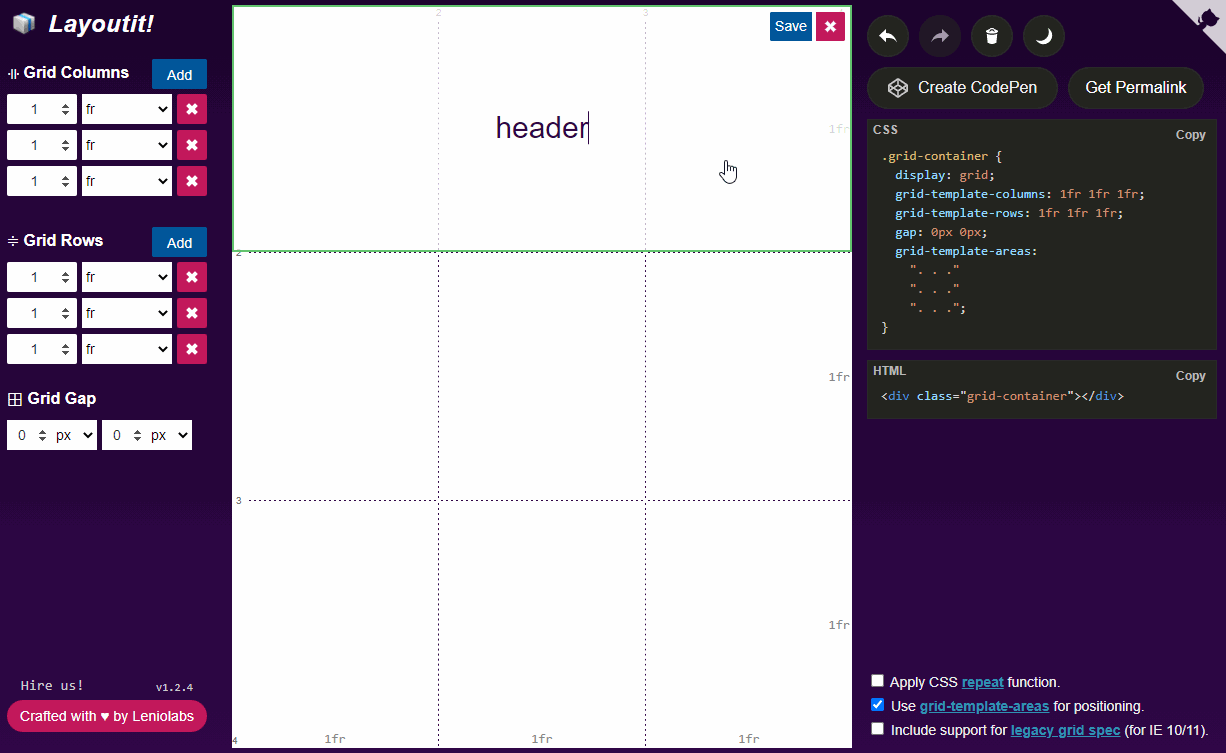 Layoutit!
Grid Columns
Add
1 fr
1 fr
1 fr
Grid Rows
Add
1 fr
1 fr
1 fr
Grid Gap
0 px 0 px
Hire us! v1.2.4
Crafted with ♥ by Leniolabs
2 3
Save
header
1fr
2
1fr
3
1fr
4 1fr 1fr 1fr
Create CodePen
Get Permalink
CSS
Copy
.grid-container {
display: grid;
grid-template-columns: 1fr 1fr 1fr;
grid-template-rows: 1fr 1fr 1fr;
gap: 0px 0px;
grid-template-areas:
". . ."
". . ."
". . .";
}
HTML
Copy
<div class="grid-container"></div>
Apply CSS repeat function.
Use grid-template-areas for positioning.
Include support for legacy grid spec (for IE 10/11).